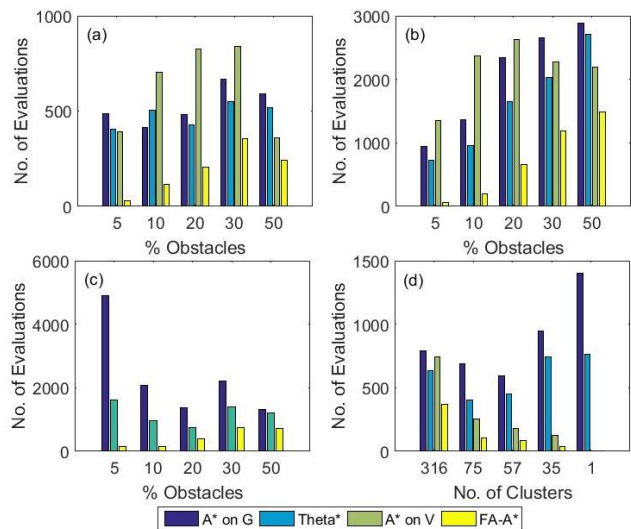 (a)
No. of Evaluations
1000
500
0
5 10 20 30 50
% Obstacles
(b)
No. of Evaluations
3000
2000
1000
0
5 10 20 30 50
% Obstacles
(c)
No. of Evaluations
6000
4000
2000
0
5 10 20 30 50
% Obstacles
(d)
No. of Evaluations
1500
1000
500
0
316 75 57 35 1
No. of Clusters
A* on G Theta* A* on V FA-A*